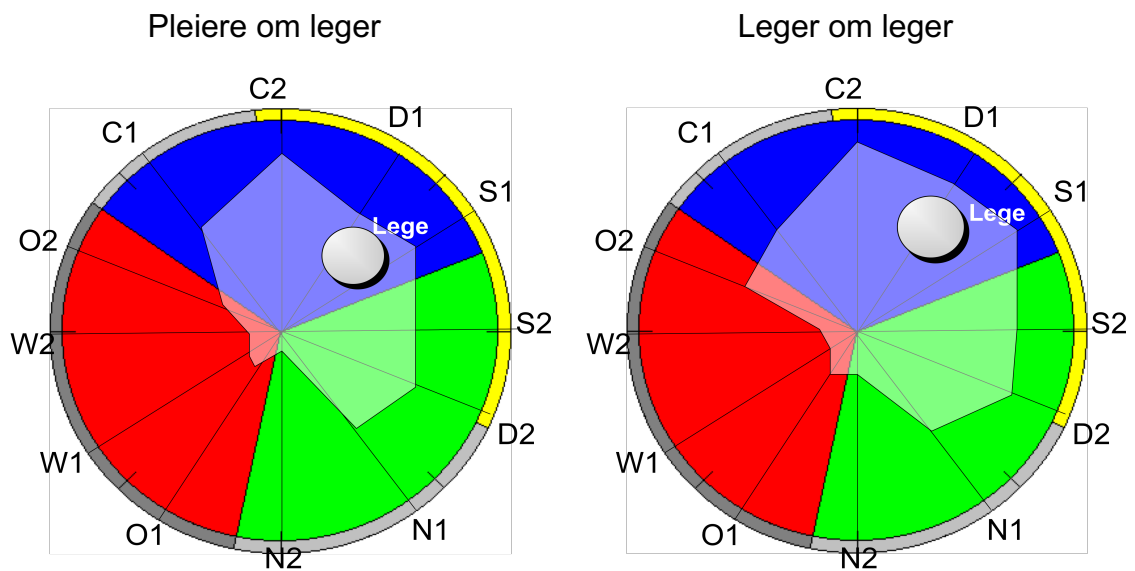 Pleiere om leger
C2
D1
C1
S1
Lege
O2
S2
W2
D2
W1
N1
O1
N2
Leger om leger
C2
D1
C1
S1
Lege
O2
S2
W2
D2
W1
N1
O1
N2